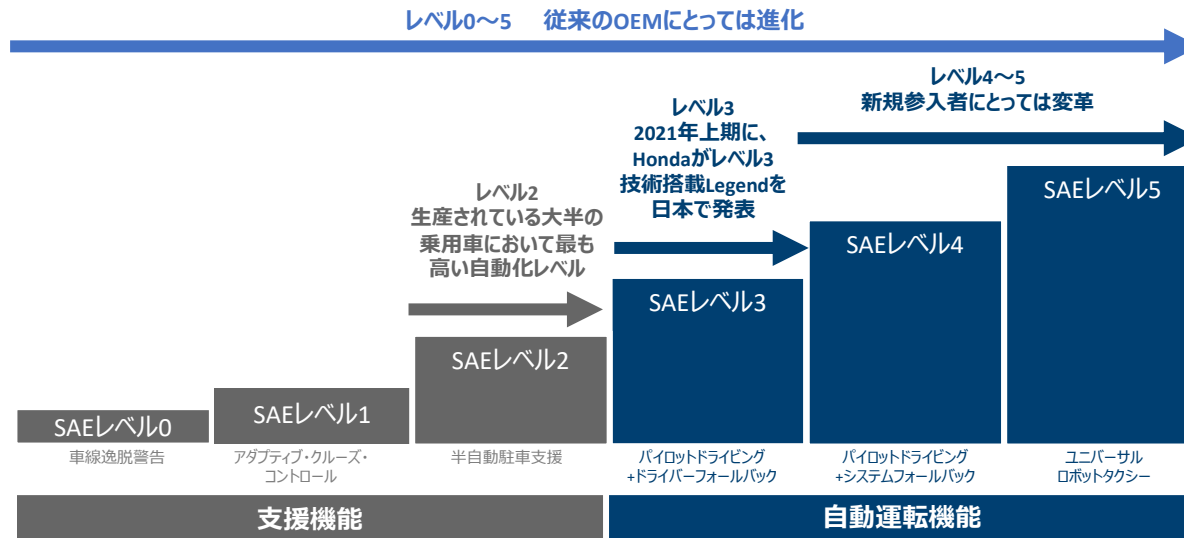 レベル0～5　従来のOEMにとっては進化
レベル4～5
新規参入者にとっては変革
レベル3
2021年上期に、
Hondaがレベル3
技術搭載Legendを
日本で発表
レベル2
生産されている大半の
乗用車において最も
高い自動化レベル
SAEレベル0
SAEレベル1
SAEレベル2
SAEレベル3
SAEレベル4
SAEレベル5
車線逸脱警告
アダプティブ・クルーズ・
コントロール
半自動駐車支援
パイロットドライビング
+ドライバーフォールバック
パイロットドライビング
+システムフォールバック
ユニバーサル
ロボットタクシー
支援機能
自動運転機能